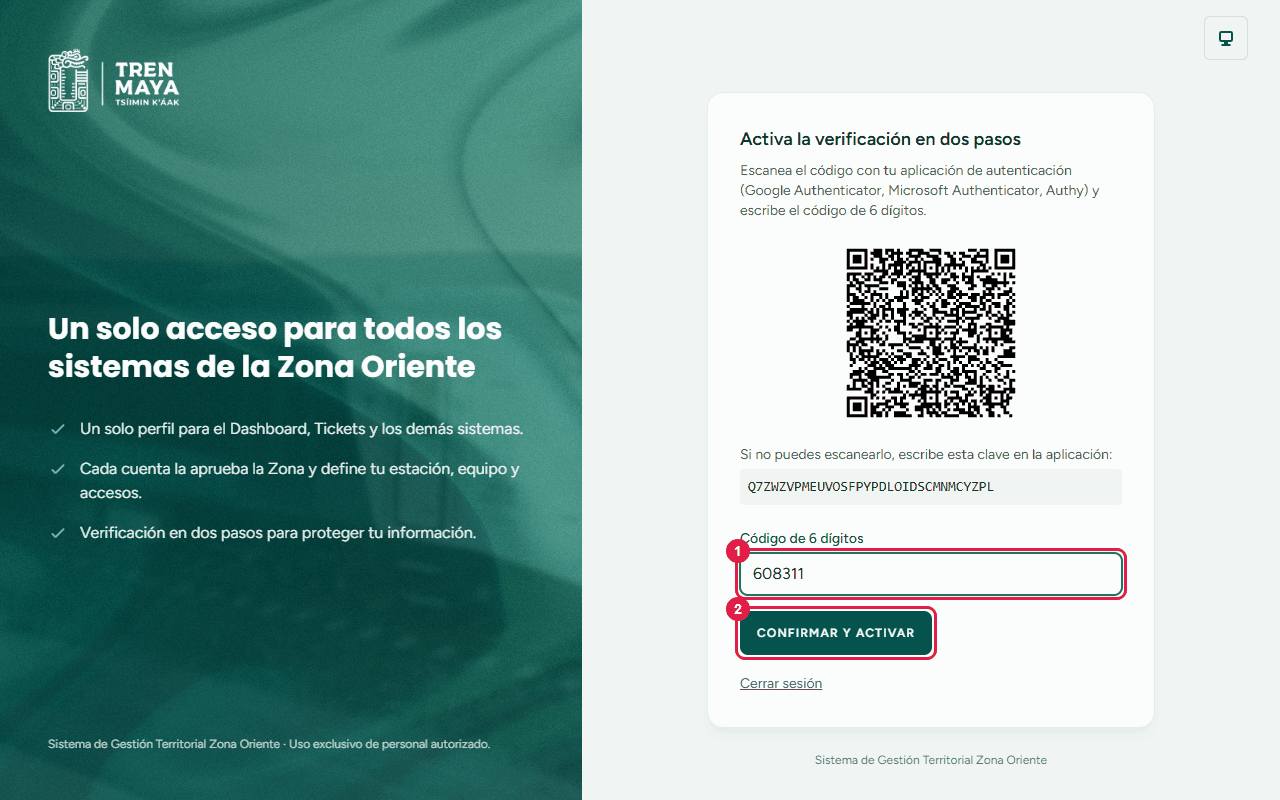 TREN
MAYA
TSÍIMIN K'ÁAK
Un solo acceso para todos los
sistemas de la Zona Oriente
Un solo perfil para el Dashboard, Tickets y los demás sistemas.
Cada cuenta la aprueba la Zona y define tu estación, equipo y
accesos.
Verificación en dos pasos para proteger tu información.
Sistema de Gestión Territorial Zona Oriente · Uso exclusivo de personal autorizado.
Activa la verificación en dos pasos
Escanea el código con tu aplicación de autenticación
(Google Authenticator, Microsoft Authenticator, Authy) y
escribe el código de 6 dígitos.
Si no puedes escanearlo, escribe esta clave en la aplicación:
Q7ZWZVPMEUVOSFPYPDLOIDSCMNMCYZPL
Código de 6 dígitos
1
608311
2
CONFIRMAR Y ACTIVAR
Cerrar sesión
Sistema de Gestión Territorial Zona Oriente